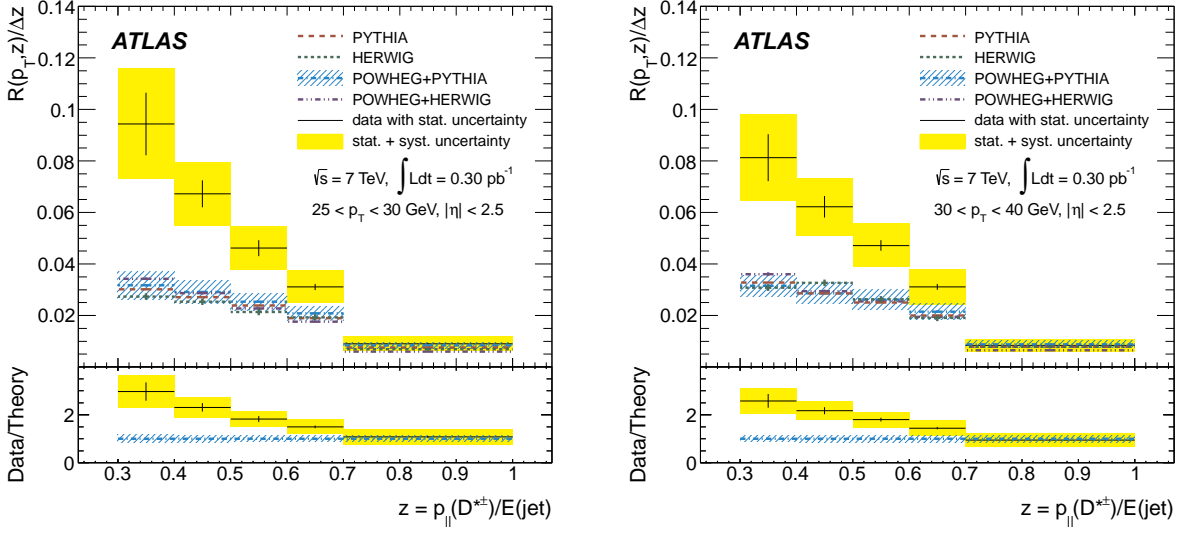 R(p_T,z)/Δz
0.14
0.12
0.1
0.08
0.06
0.04
0.02
ATLAS
PYTHIA
HERWIG
POWHEG+PYTHIA
POWHEG+HERWIG
data with stat. uncertainty
stat. + syst. uncertainty
√s = 7 TeV, ∫Ldt = 0.30 pb⁻¹
25 < p_T < 30 GeV, |η| < 2.5
Data/Theory
2
0
0.3 0.4 0.5 0.6 0.7 0.8 0.9 1
z = p_||(D*±)/E(jet)
R(p_T,z)/Δz
0.14
0.12
0.1
0.08
0.06
0.04
0.02
ATLAS
PYTHIA
HERWIG
POWHEG+PYTHIA
POWHEG+HERWIG
data with stat. uncertainty
stat. + syst. uncertainty
√s = 7 TeV, ∫Ldt = 0.30 pb⁻¹
30 < p_T < 40 GeV, |η| < 2.5
Data/Theory
2
0
0.3 0.4 0.5 0.6 0.7 0.8 0.9 1
z = p_||(D*±)/E(jet)